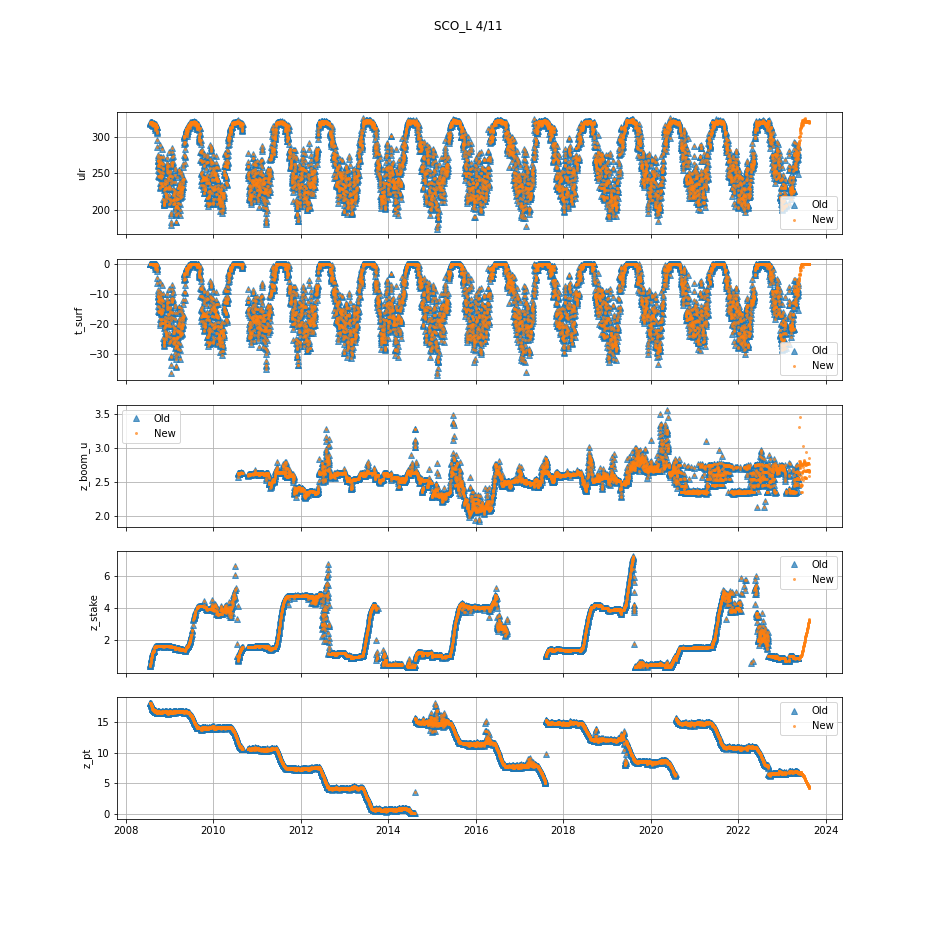 SCO_L 4/11
300
250
200
ulr
Old
New
0
−10
−20
−30
t_surf
Old
New
3.5
3.0
2.5
2.0
z_boom_u
Old
New
6
4
2
z_stake
Old
New
15
10
5
0
z_pt
Old
New
2008 2010 2012 2014 2016 2018 2020 2022 2024